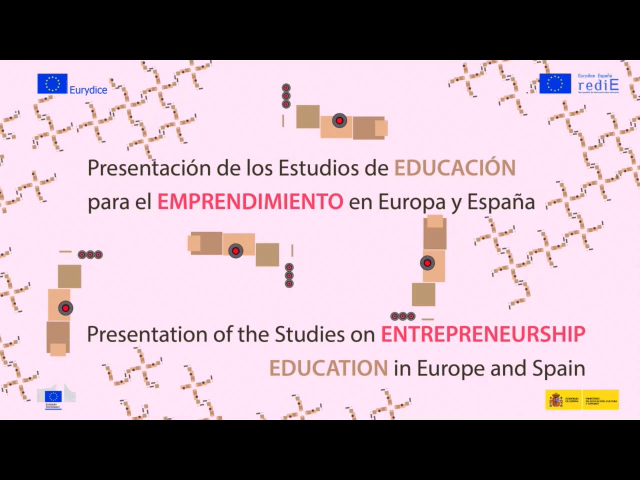 Eurydice
Eurydice España
rediE
Presentación de los Estudios de EDUCACIÓN
para el EMPRENDIMIENTO en Europa y España
Presentation of the Studies on ENTREPRENEURSHIP
EDUCATION in Europe and Spain